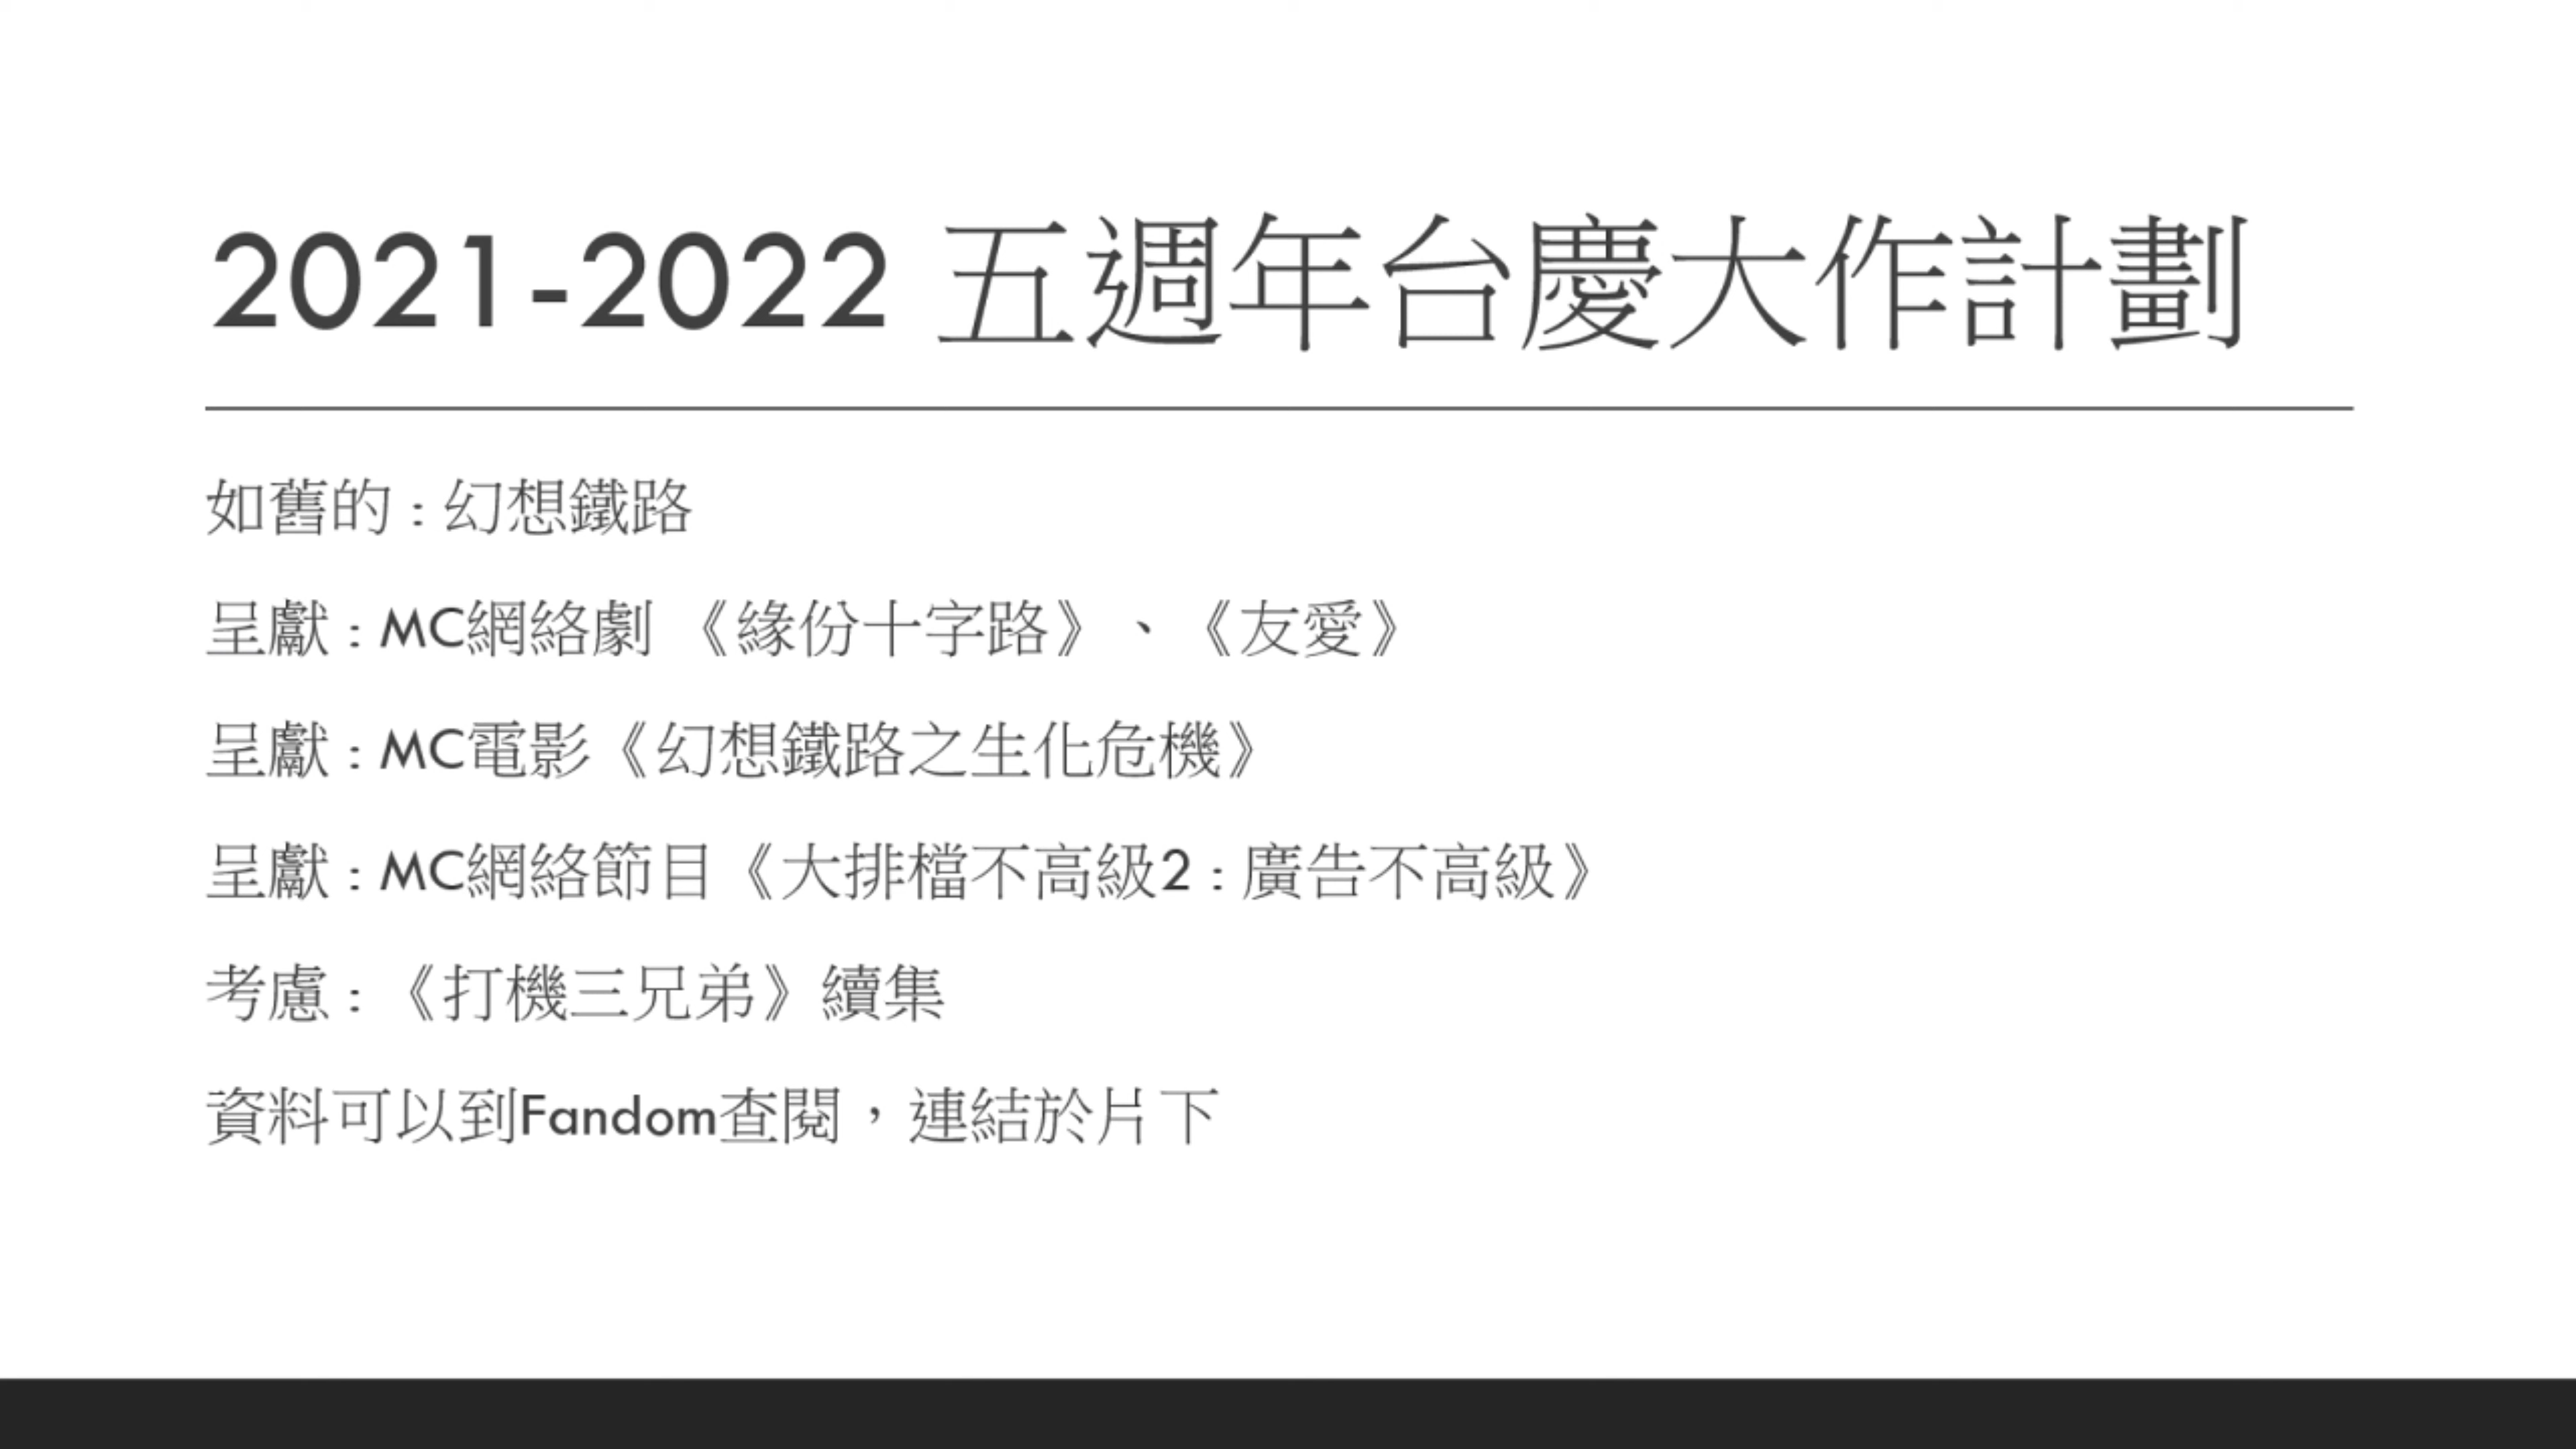 2021-2022 五週年台慶大作計劃
如舊的 : 幻想鐵路
呈獻 : MC網絡劇 《緣份十字路》、《友愛》
呈獻 : MC電影《幻想鐵路之生化危機》
呈獻 : MC網絡節目《大排檔不高級2 : 廣告不高級》
考慮 : 《打機三兄弟》續集
資料可以到Fandom查閱，連結於片下